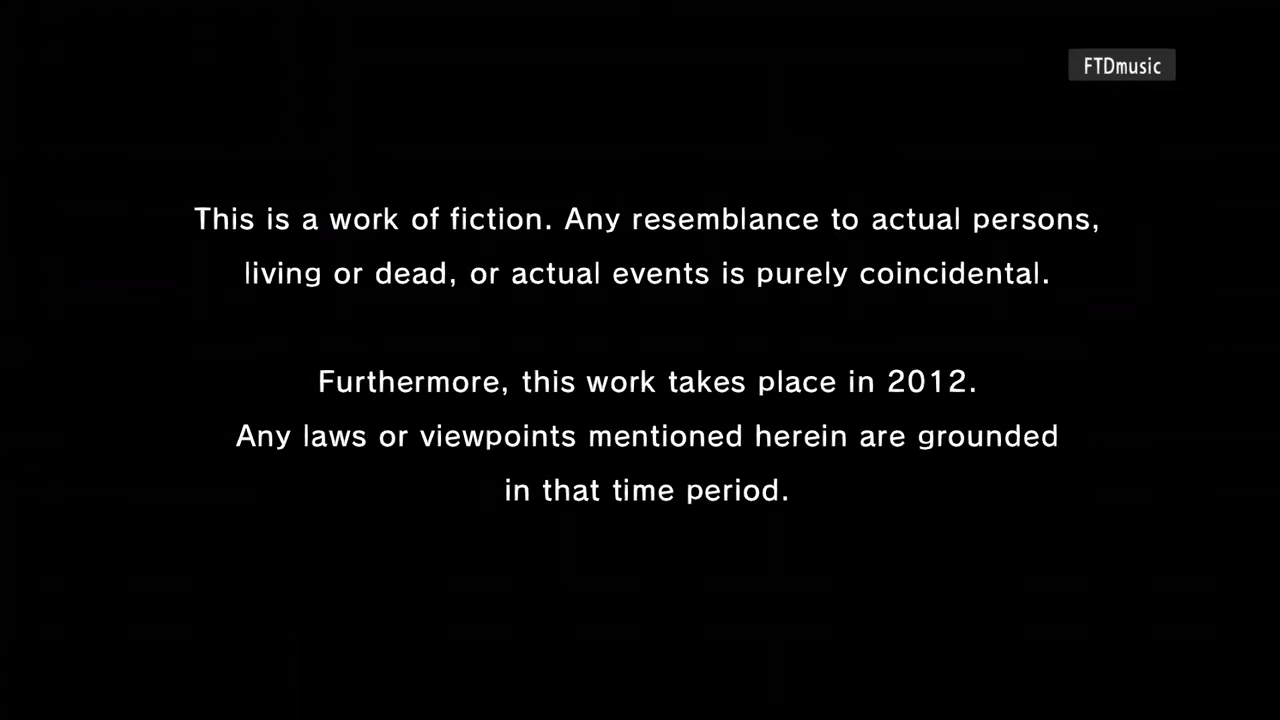 FTDmusic
This is a work of fiction. Any resemblance to actual persons,
living or dead, or actual events is purely coincidental.
Furthermore, this work takes place in 2012.
Any laws or viewpoints mentioned herein are grounded
in that time period.